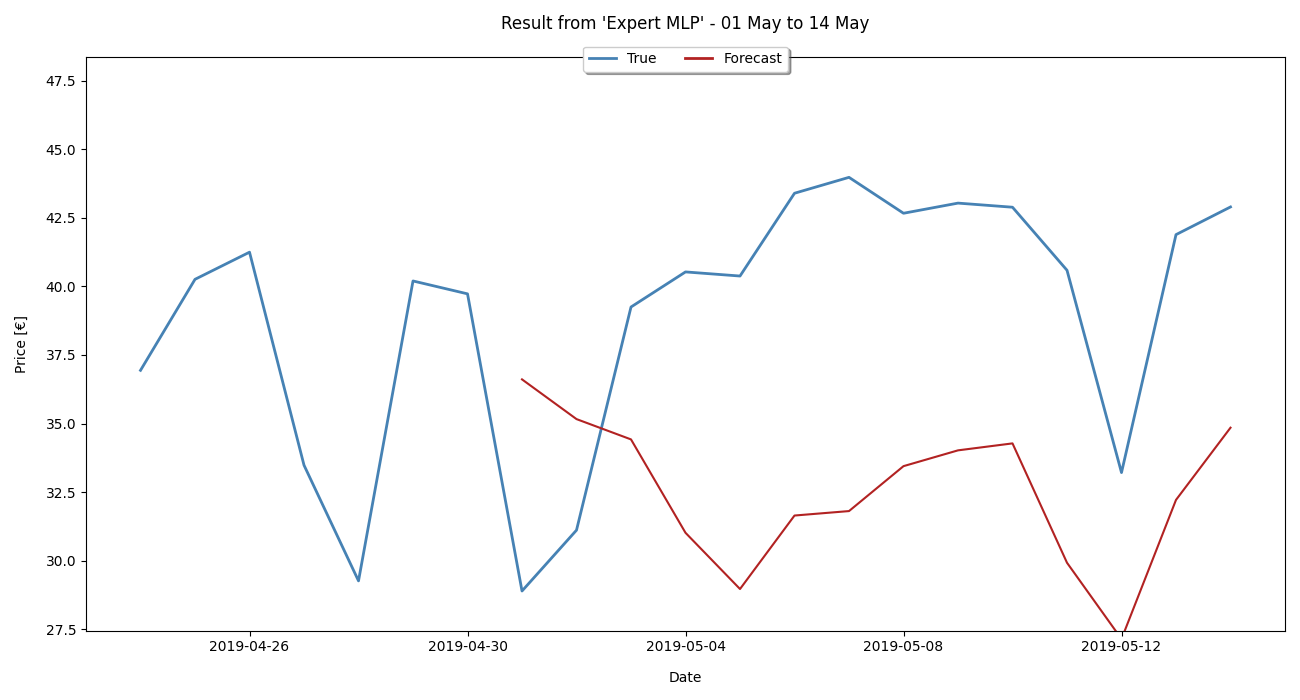 Result from 'Expert MLP' - 01 May to 14 May
True Forecast
47.5
45.0
42.5
40.0
37.5
35.0
32.5
30.0
27.5
Price [€]
2019-04-26 2019-04-30 2019-05-04 2019-05-08 2019-05-12
Date